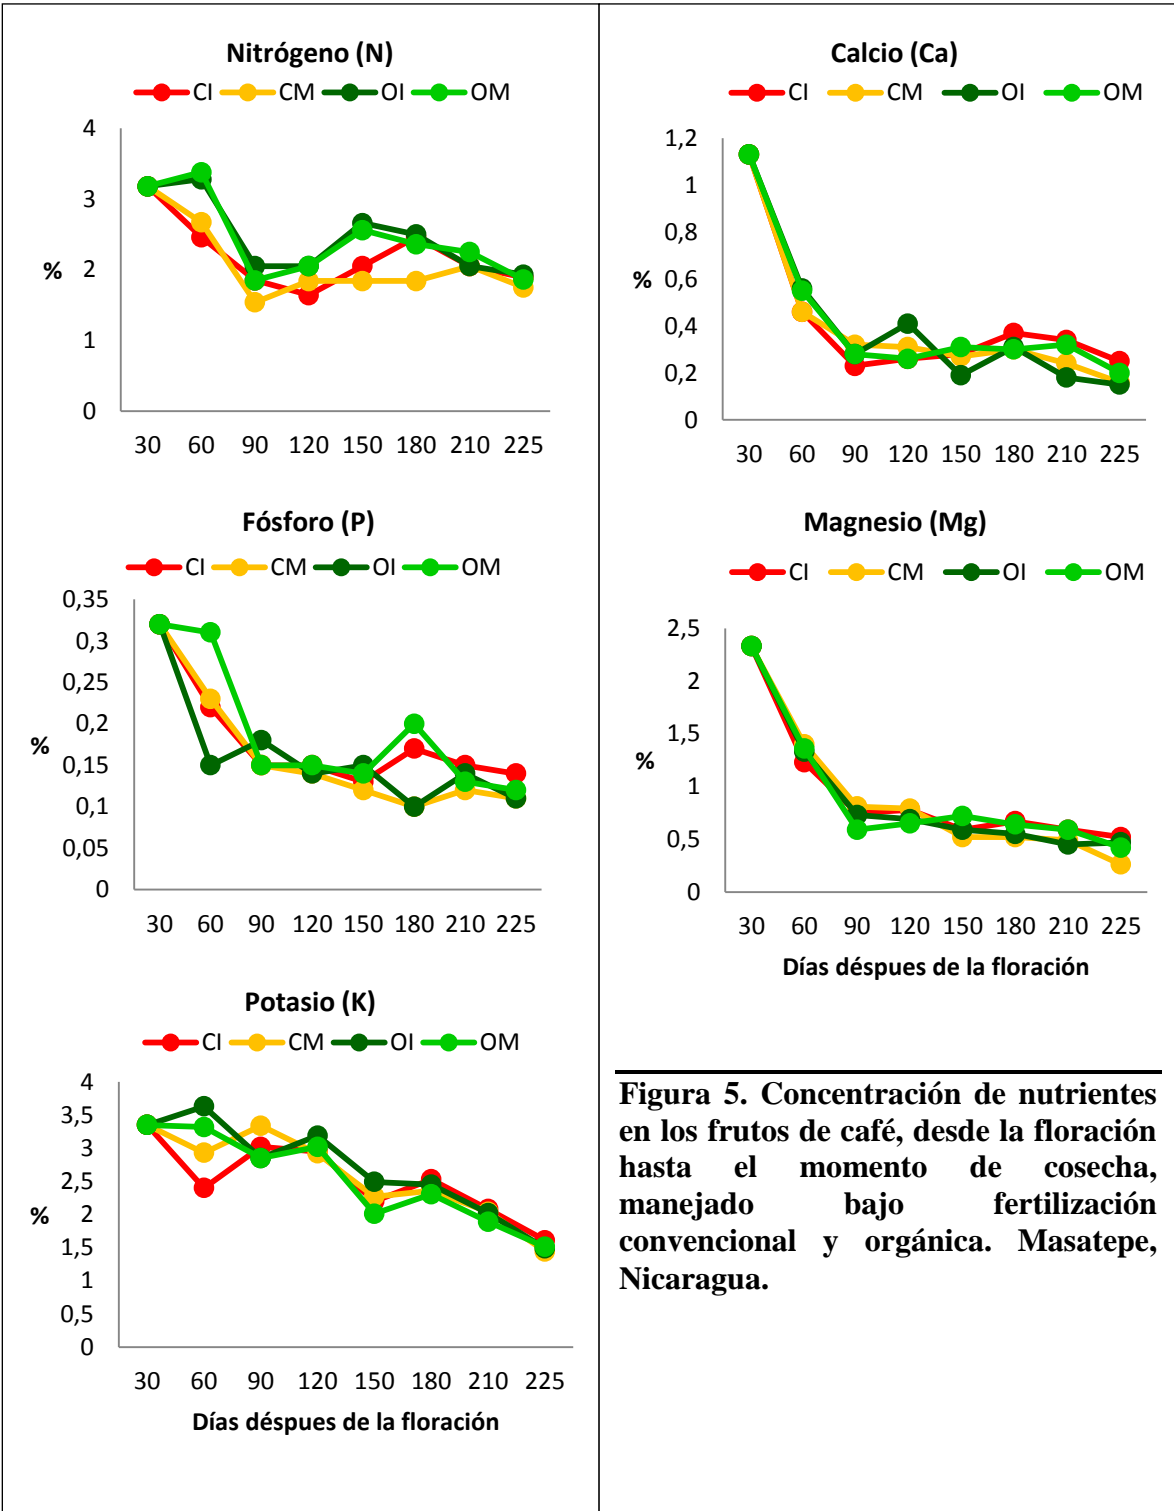 Nitrógeno (N)
CI CM OI OM
4
3
2
1
0
%
30 60 90 120 150 180 210 225
Fósforo (P)
CI CM OI OM
0,35
0,3
0,25
0,2
0,15
0,1
0,05
0
%
30 60 90 120 150 180 210 225
Potasio (K)
CI CM OI OM
4
3,5
3
2,5
2
1,5
1
0,5
0
%
30 60 90 120 150 180 210 225
Días déspues de la floración
Calcio (Ca)
CI CM OI OM
1,2
1
0,8
0,6
0,4
0,2
0
%
30 60 90 120 150 180 210 225
Magnesio (Mg)
CI CM OI OM
2,5
2
1,5
1
0,5
0
%
30 60 90 120 150 180 210 225
Días déspues de la floración
Figura 5. Concentración de nutrientes
en los frutos de café, desde la floración
hasta el momento de cosecha,
manejado bajo fertilización
convencional y orgánica. Masatepe,
Nicaragua.